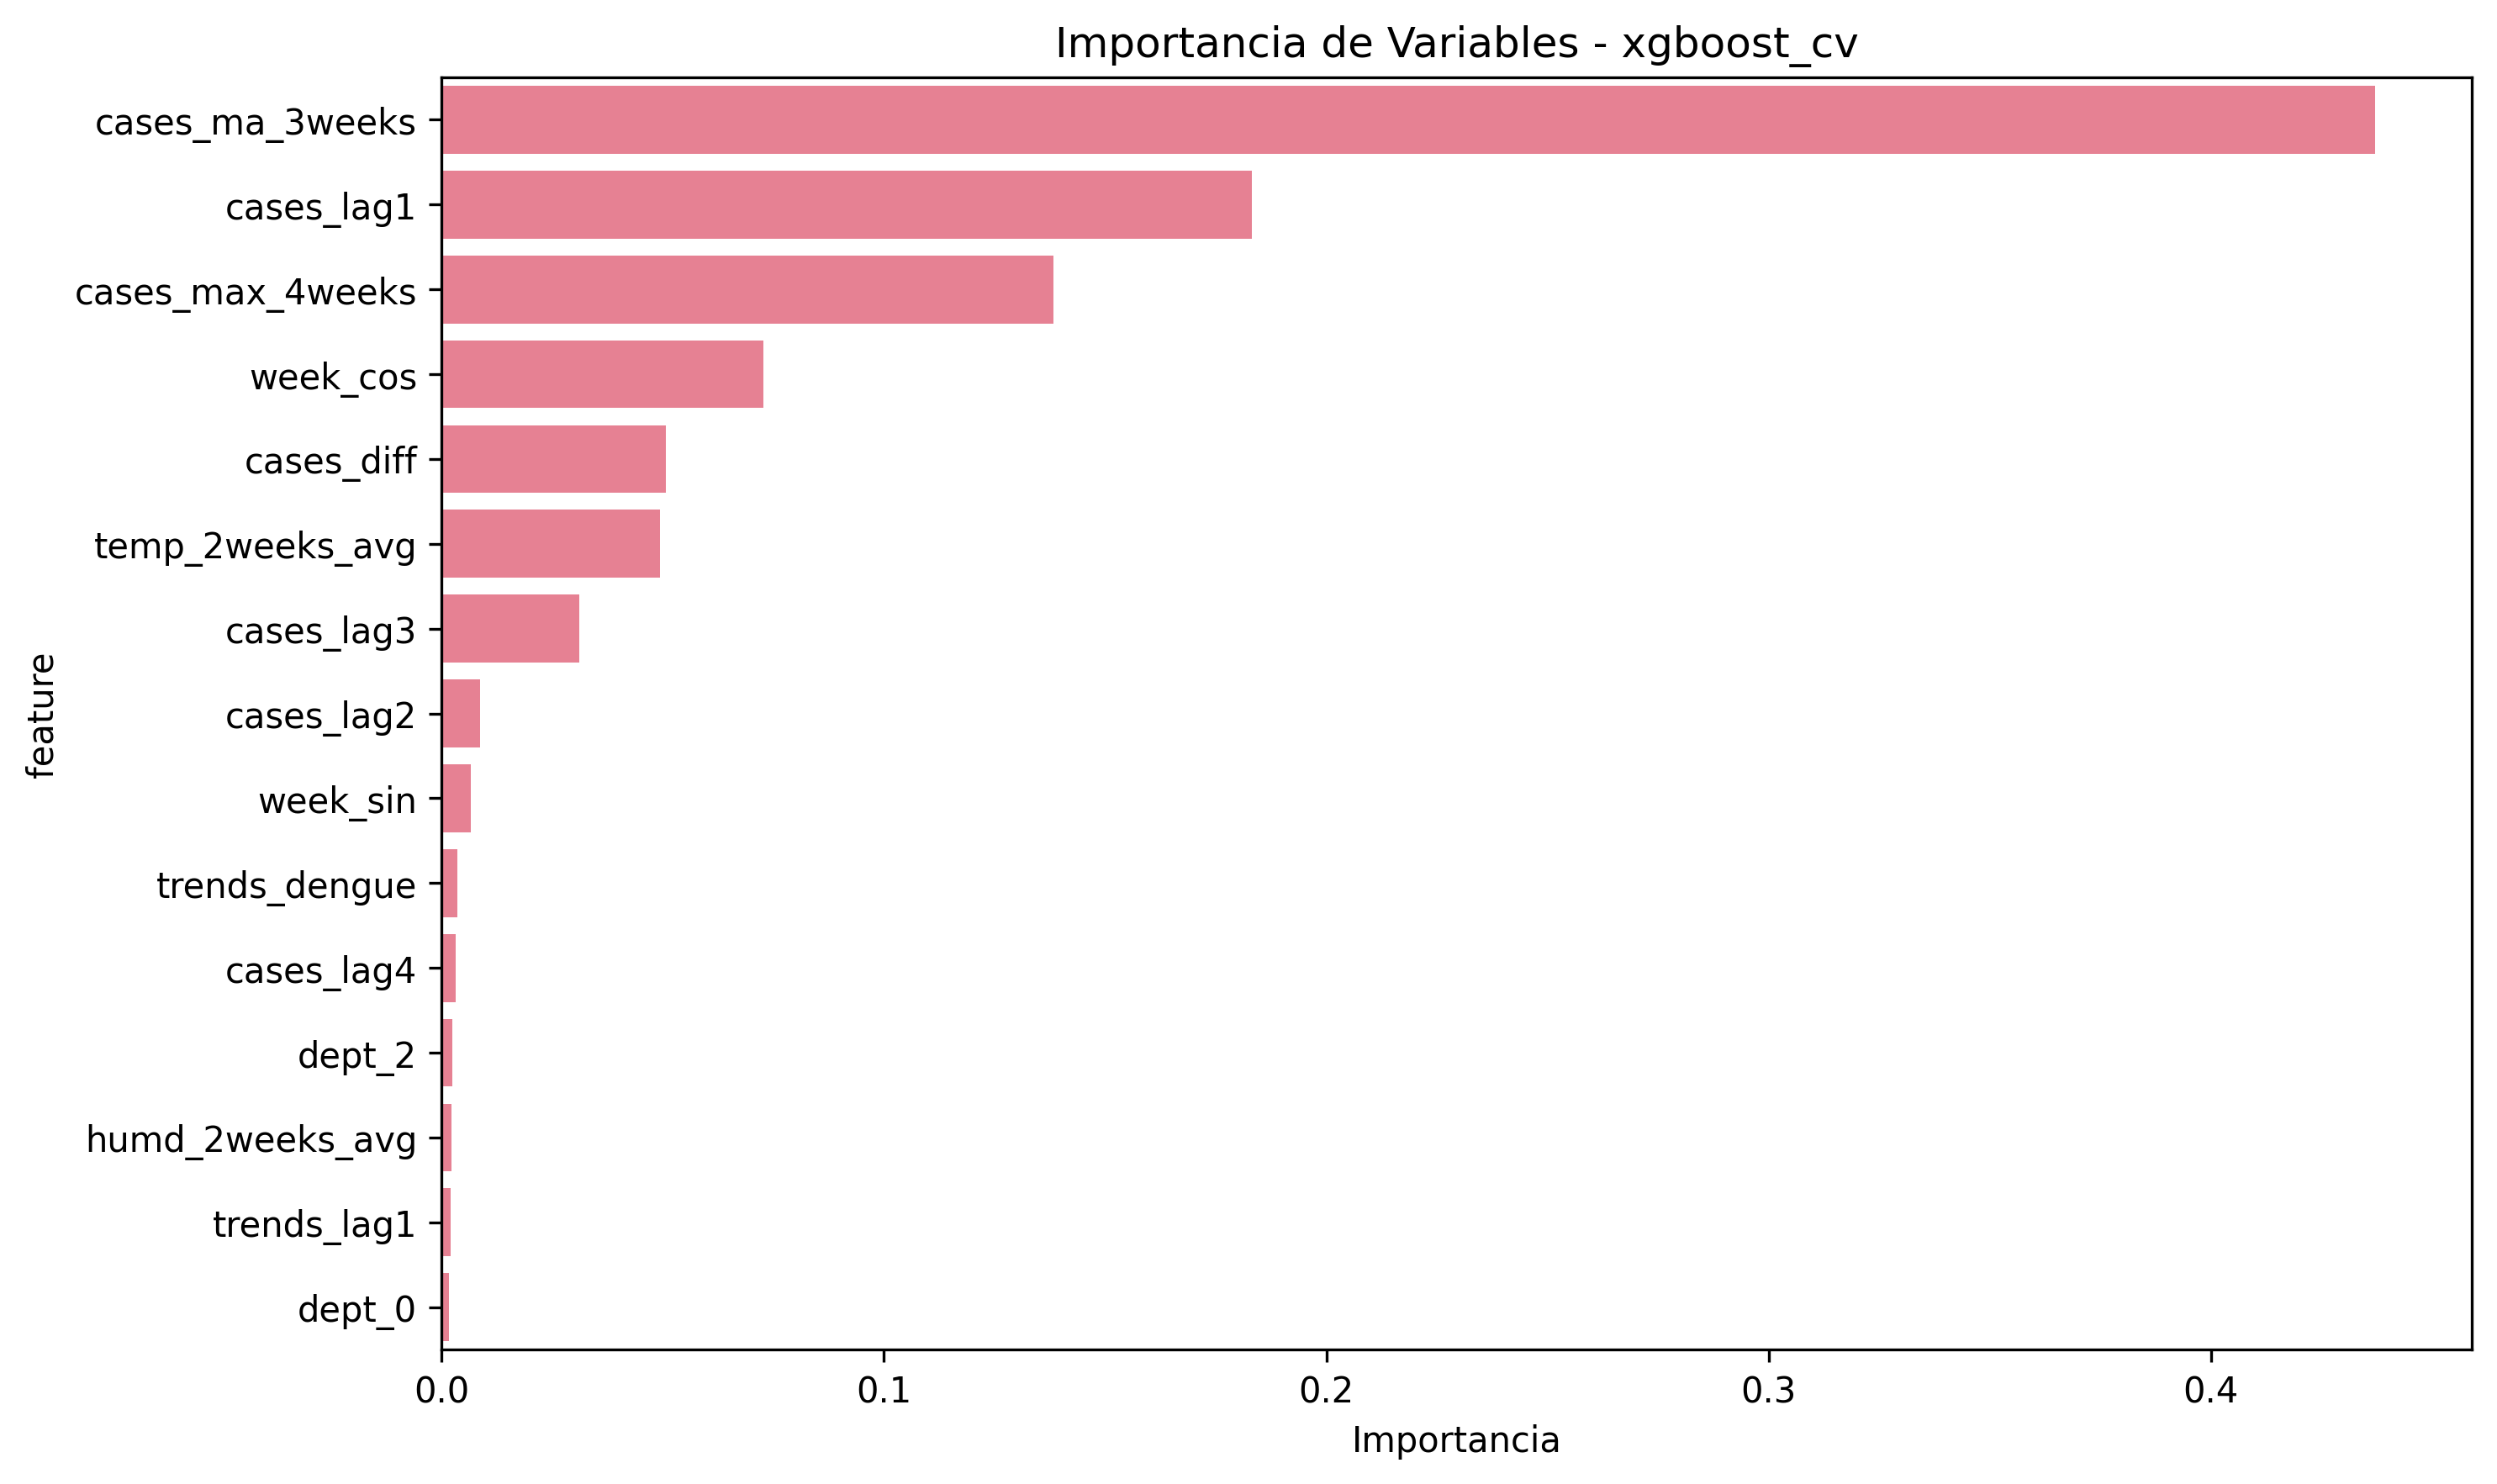 Importancia de Variables - xgboost_cv
cases_ma_3weeks
cases_lag1
cases_max_4weeks
week_cos
cases_diff
temp_2weeks_avg
cases_lag3
cases_lag2
week_sin
trends_dengue
cases_lag4
dept_2
humd_2weeks_avg
trends_lag1
dept_0
feature
0.0 0.1 0.2 0.3 0.4
Importancia